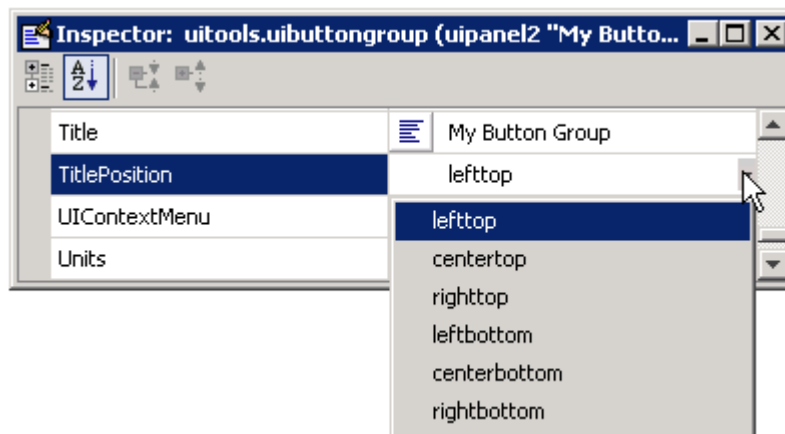 Inspector: uitools.uibuttongroup (uipanel2 "My Butto...
A
Z
Title My Button Group
TitlePosition lefttop
UIContextMenu
Units
lefttop
centertop
righttop
leftbottom
centerbottom
rightbottom